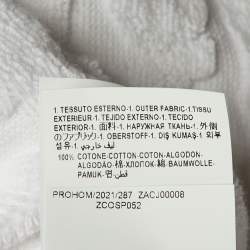 1. TESSUTO ESTERNO-1. OUTER FABRIC-1.TISSU
EXTERIEUR-1. TEJIDO EXTERNO-1. TECIDO
EXTERIOR-1. 面料-1. НАРУЖНАЯ ТКАНЬ-1. 外側
のファブリック-1. OBERSTOFF-1. DIŞ KUMAŞ-1. 외부
섬유-1. ليف خارجي
100% COTONE-COTTON-COTON-ALGODON-
ALGODÃO-棉-ХЛОПОК-綿-BAUMWOLLE-
PAMUK-면-قطن
PROHOM/2021/287 ZACJ00008
ZCOSP052